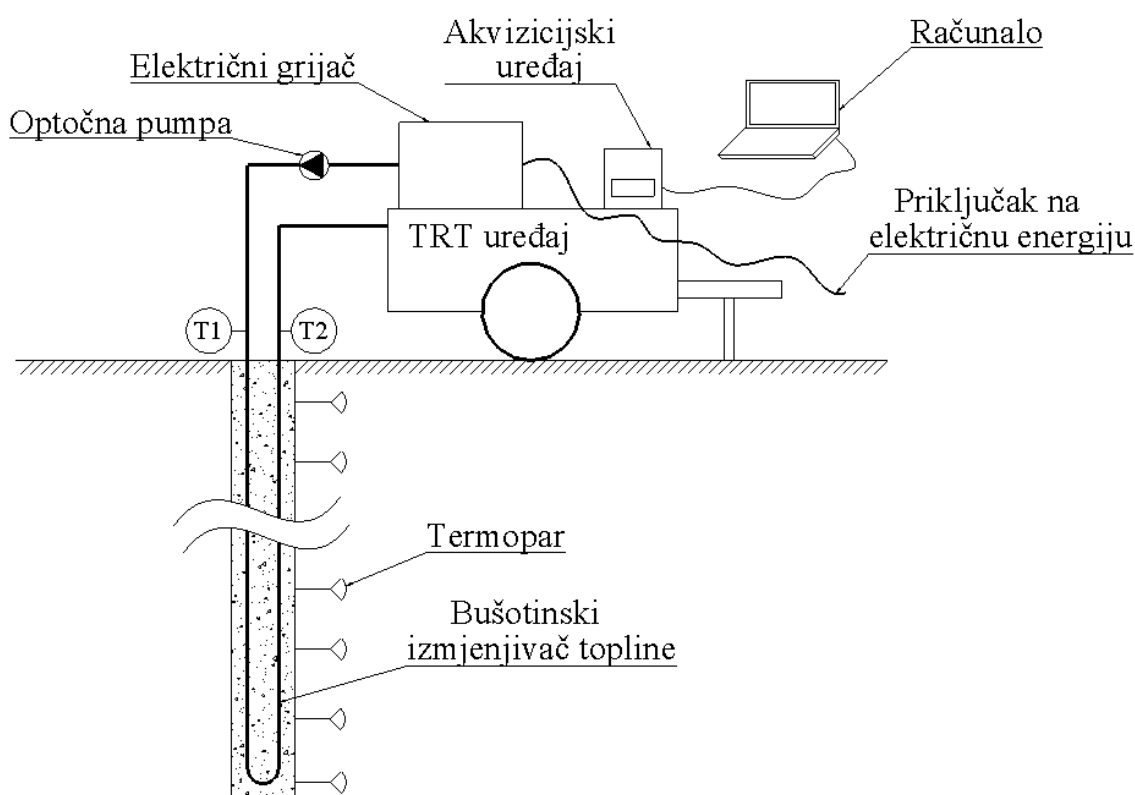 Akvizicijski
uređaj
Računalo
Električni grijač
Optočna pumpa
Priključak na
električnu energiju
TRT uređaj
T1
T2
Termopar
Bušotinski
izmjenjivač topline